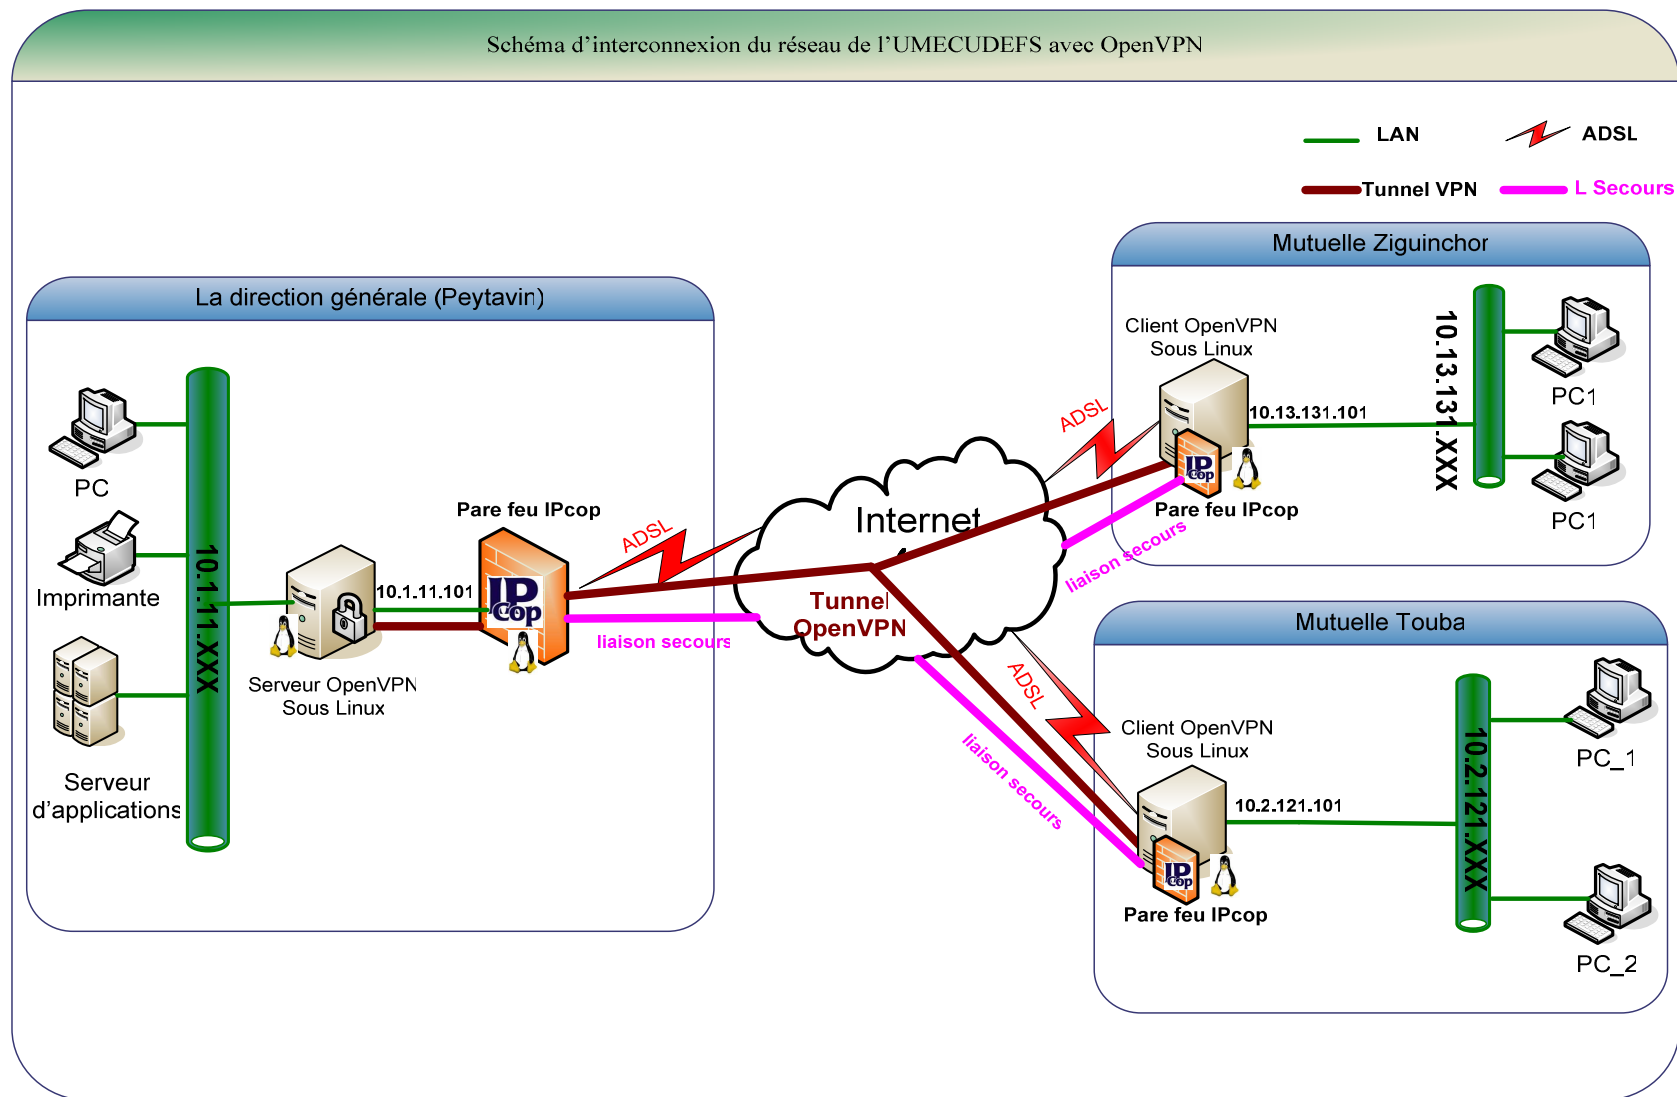 Schéma d'interconnexion du réseau de l'UMECUDEFS avec OpenVPN
LAN
ADSL
Tunnel VPN
L Secours
La direction générale (Peytavin)
PC
Imprimante
Serveur
d'applications
10.1.11.XXX
Serveur OpenVPN
Sous Linux
10.1.11.101
Pare feu IPcop
IP
Cop
ADSL
liaison secours
Internet
Tunnel
OpenVPN
ADSL
liaison secours
ADSL
liaison secours
Mutuelle Ziguinchor
Client OpenVPN
Sous Linux
10.13.131.101
IP
Cop
Pare feu IPcop
10.13.131.XXX
PC1
PC1
Mutuelle Touba
Client OpenVPN
Sous Linux
10.2.121.101
IP
Cop
Pare feu IPcop
10.2.121.XXX
PC_1
PC_2